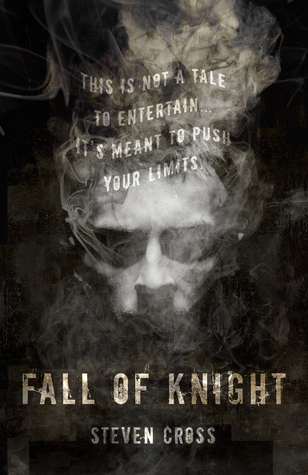 THIS IS NOT A TALE
TO ENTERTAIN...
IT'S MEANT TO PUSH
YOUR LIMITS.
FALL OF KNIGHT
STEVEN CROSS